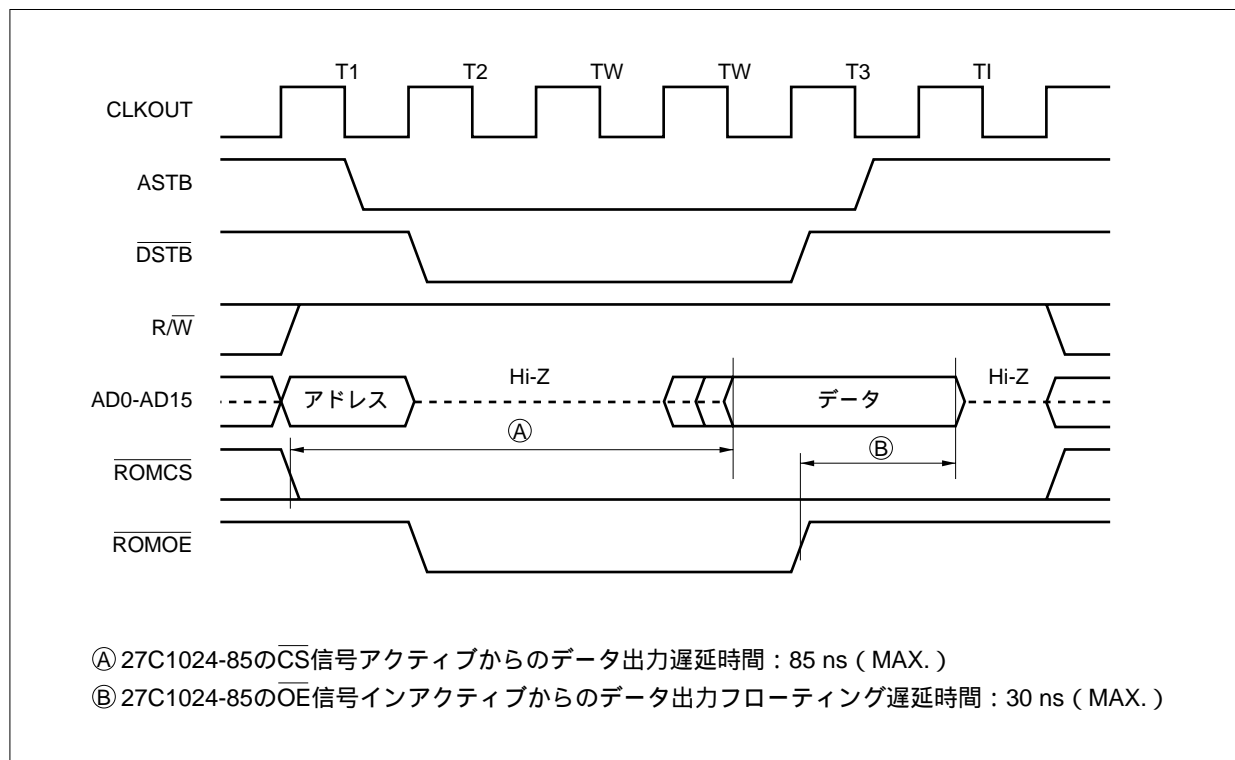 T1 T2 TW TW T3 TI
CLKOUT
ASTB
DSTB
R/W
Hi-Z Hi-Z
AD0-AD15 アドレス データ
Ⓐ
Ⓑ
ROMCS
ROMOE
Ⓐ 27C1024-85のCS信号アクティブからのデータ出力遅延時間：85 ns（MAX.）
Ⓑ 27C1024-85のOE信号インアクティブからのデータ出力フローティング遅延時間：30 ns（MAX.）